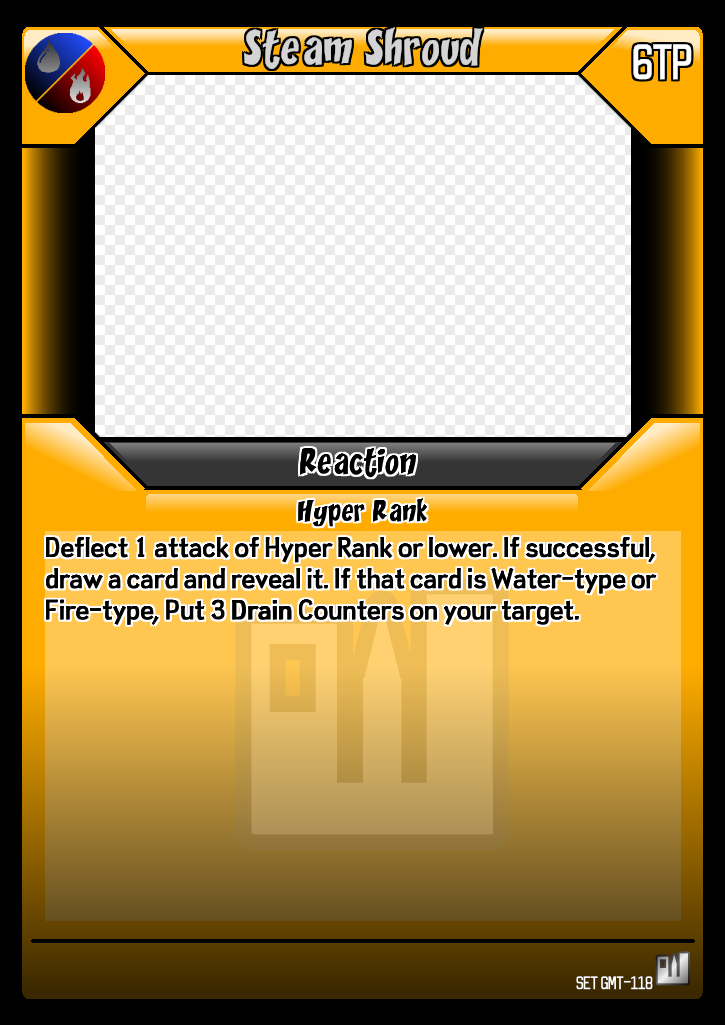 Steam Shroud
6TP
Reaction
Hyper Rank
Deflect 1 attack of Hyper Rank or lower. If successful,
draw a card and reveal it. If that card is Water-type or
Fire-type, Put 3 Drain Counters on your target.
SET GMT-118